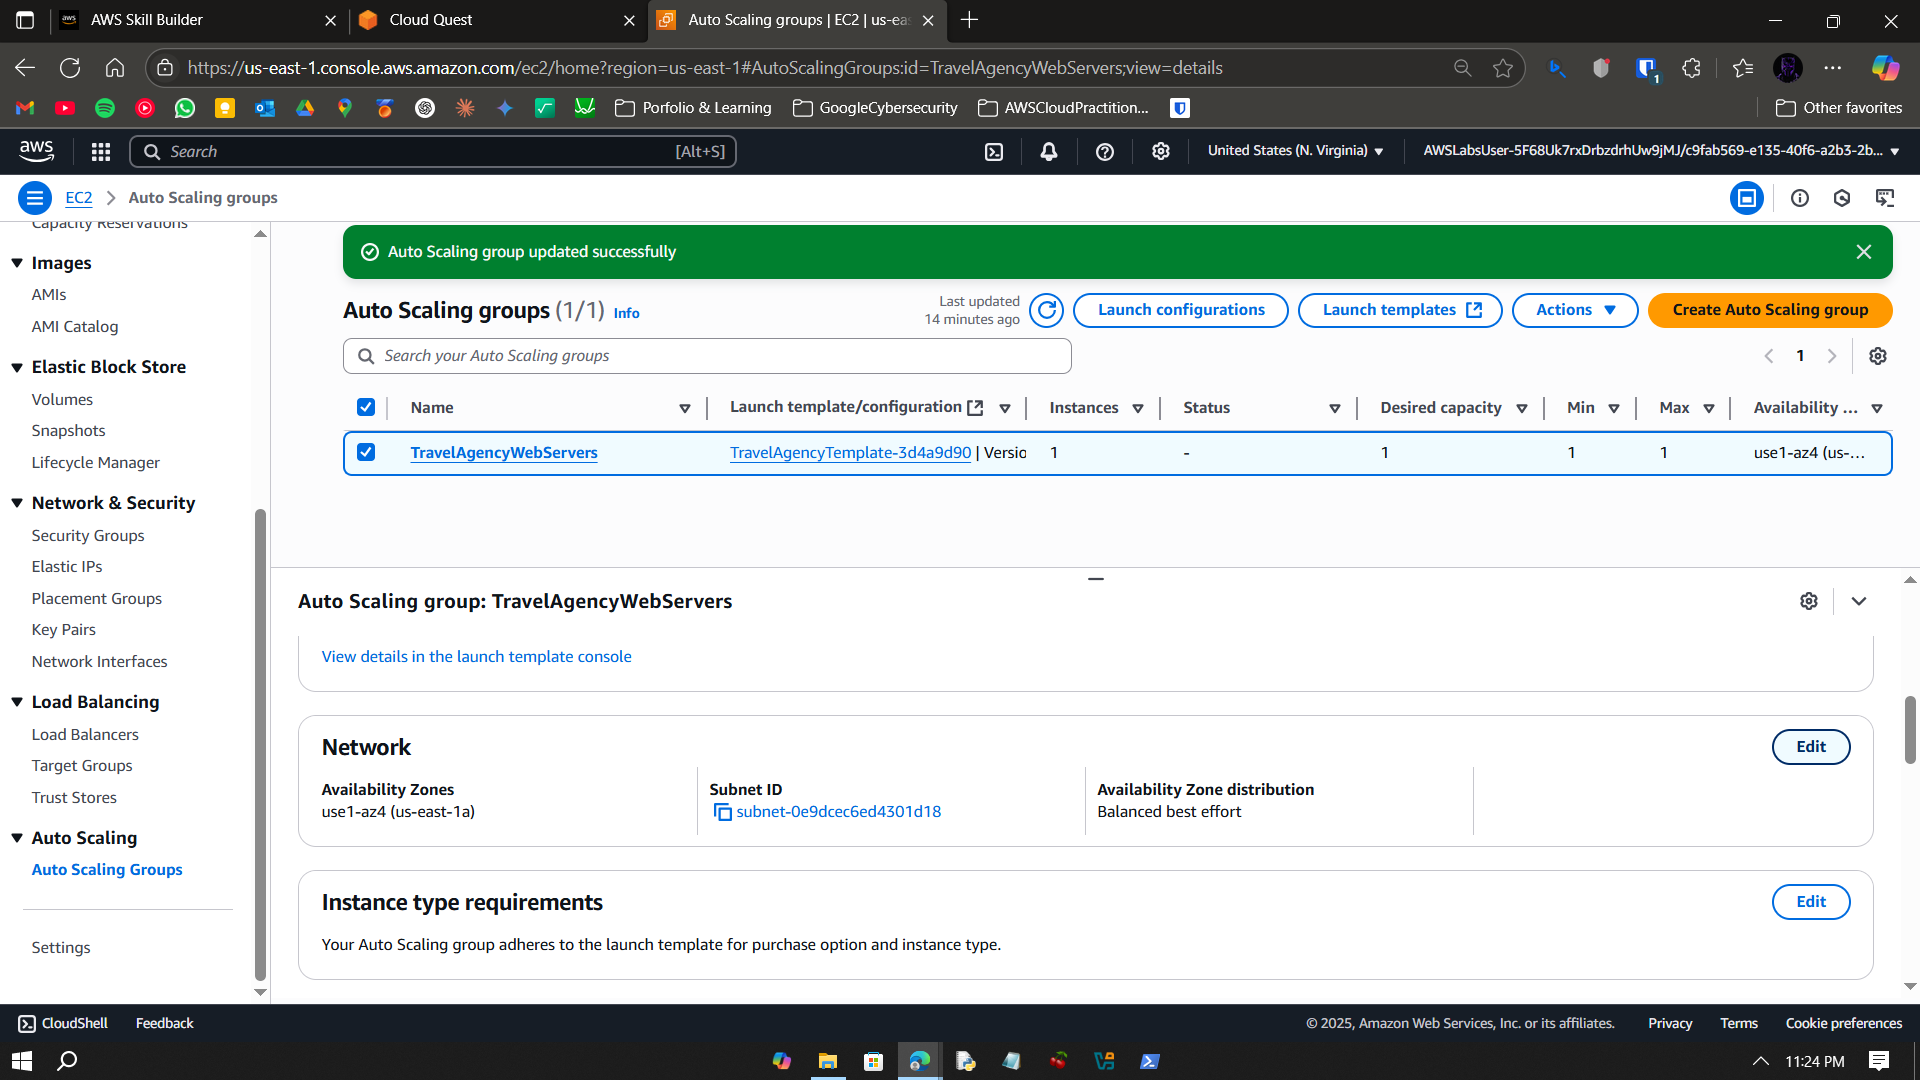 aws
AWS Skill Builder
Cloud Quest
Auto Scaling groups | EC2 | us-eas
https://us-east-1.console.aws.amazon.com/ec2/home?region=us-east-1#AutoScalingGroups:id=TravelAgencyWebServers;view=details
1
Porfolio & Learning
GoogleCybersecurity
AWSCloudPractition...
Other favorites
aws
Search
[Alt+S]
United States (N. Virginia)
AWSLabsUser-5F68Uk7rxDrbzdrhUw9jMJ/c9fab569-e135-40f6-a2b3-2b...
EC2
Auto Scaling groups
Capacity Reservations
Images
AMIs
AMI Catalog
Elastic Block Store
Volumes
Snapshots
Lifecycle Manager
Network & Security
Security Groups
Elastic IPs
Placement Groups
Key Pairs
Network Interfaces
Load Balancing
Load Balancers
Target Groups
Trust Stores
Auto Scaling
Auto Scaling Groups
Settings
Auto Scaling group updated successfully
Auto Scaling groups (1/1) Info
Last updated
14 minutes ago
Launch configurations
Launch templates
Actions
Create Auto Scaling group
Search your Auto Scaling groups
1
Name
Launch template/configuration
Instances
Status
Desired capacity
Min
Max
Availability ...
TravelAgencyWebServers
TravelAgencyTemplate-3d4a9d90 | Versio
1
-
1
1
1
use1-az4 (us-...
Auto Scaling group: TravelAgencyWebServers
View details in the launch template console
Network
Edit
Availability Zones
use1-az4 (us-east-1a)
Subnet ID
subnet-0e9dcec6ed4301d18
Availability Zone distribution
Balanced best effort
Instance type requirements
Edit
Your Auto Scaling group adheres to the launch template for purchase option and instance type.
CloudShell
Feedback
© 2025, Amazon Web Services, Inc. or its affiliates.
Privacy
Terms
Cookie preferences
11:24 PM